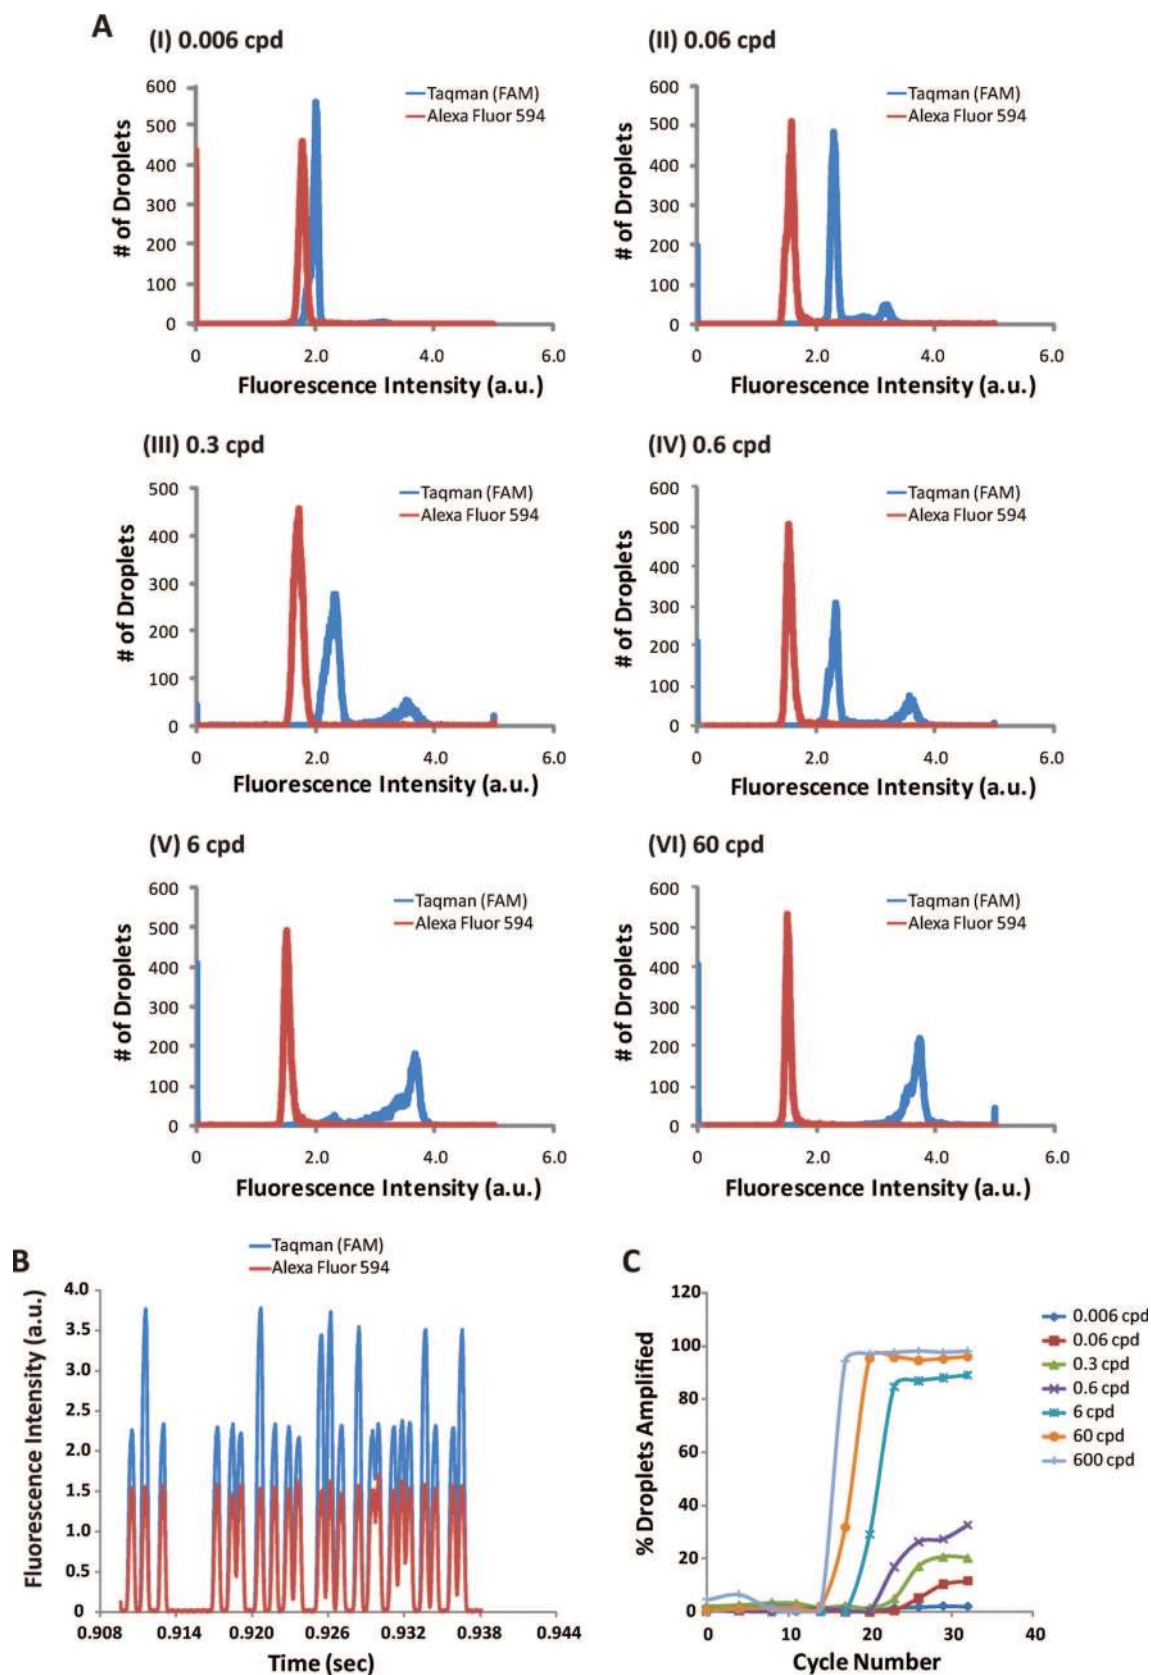 A
(I) 0.006 cpd
600
500
400
300
200
100
0
# of Droplets
Taqman (FAM)
Alexa Fluor 594
0 2.0 4.0 6.0
Fluorescence Intensity (a.u.)
(II) 0.06 cpd
600
500
400
300
200
100
0
# of Droplets
Taqman (FAM)
Alexa Fluor 594
0 2.0 4.0 6.0
Fluorescence Intensity (a.u.)
(III) 0.3 cpd
500
400
300
200
100
0
# of Droplets
Taqman (FAM)
Alexa Fluor 594
0 2.0 4.0 6.0
Fluorescence Intensity (a.u.)
(IV) 0.6 cpd
600
500
400
300
200
100
0
# of Droplets
Taqman (FAM)
Alexa Fluor 594
0 2.0 4.0 6.0
Fluorescence Intensity (a.u.)
(V) 6 cpd
600
500
400
300
200
100
0
# of Droplets
Taqman (FAM)
Alexa Fluor 594
0 2.0 4.0 6.0
Fluorescence Intensity (a.u.)
(VI) 60 cpd
600
500
400
300
200
100
0
# of Droplets
Taqman (FAM)
Alexa Fluor 594
0 2.0 4.0 6.0
Fluorescence Intensity (a.u.)
B
Taqman (FAM)
Alexa Fluor 594
4.0
3.5
3.0
2.5
2.0
1.5
1.0
0.5
0
Fluorescence Intensity (a.u.)
0.908 0.914 0.920 0.926 0.932 0.938 0.944
Time (sec)
C
120
100
80
60
40
20
0
% Droplets Amplified
0 10 20 30 40
Cycle Number
0.006 cpd
0.06 cpd
0.3 cpd
0.6 cpd
6 cpd
60 cpd
600 cpd